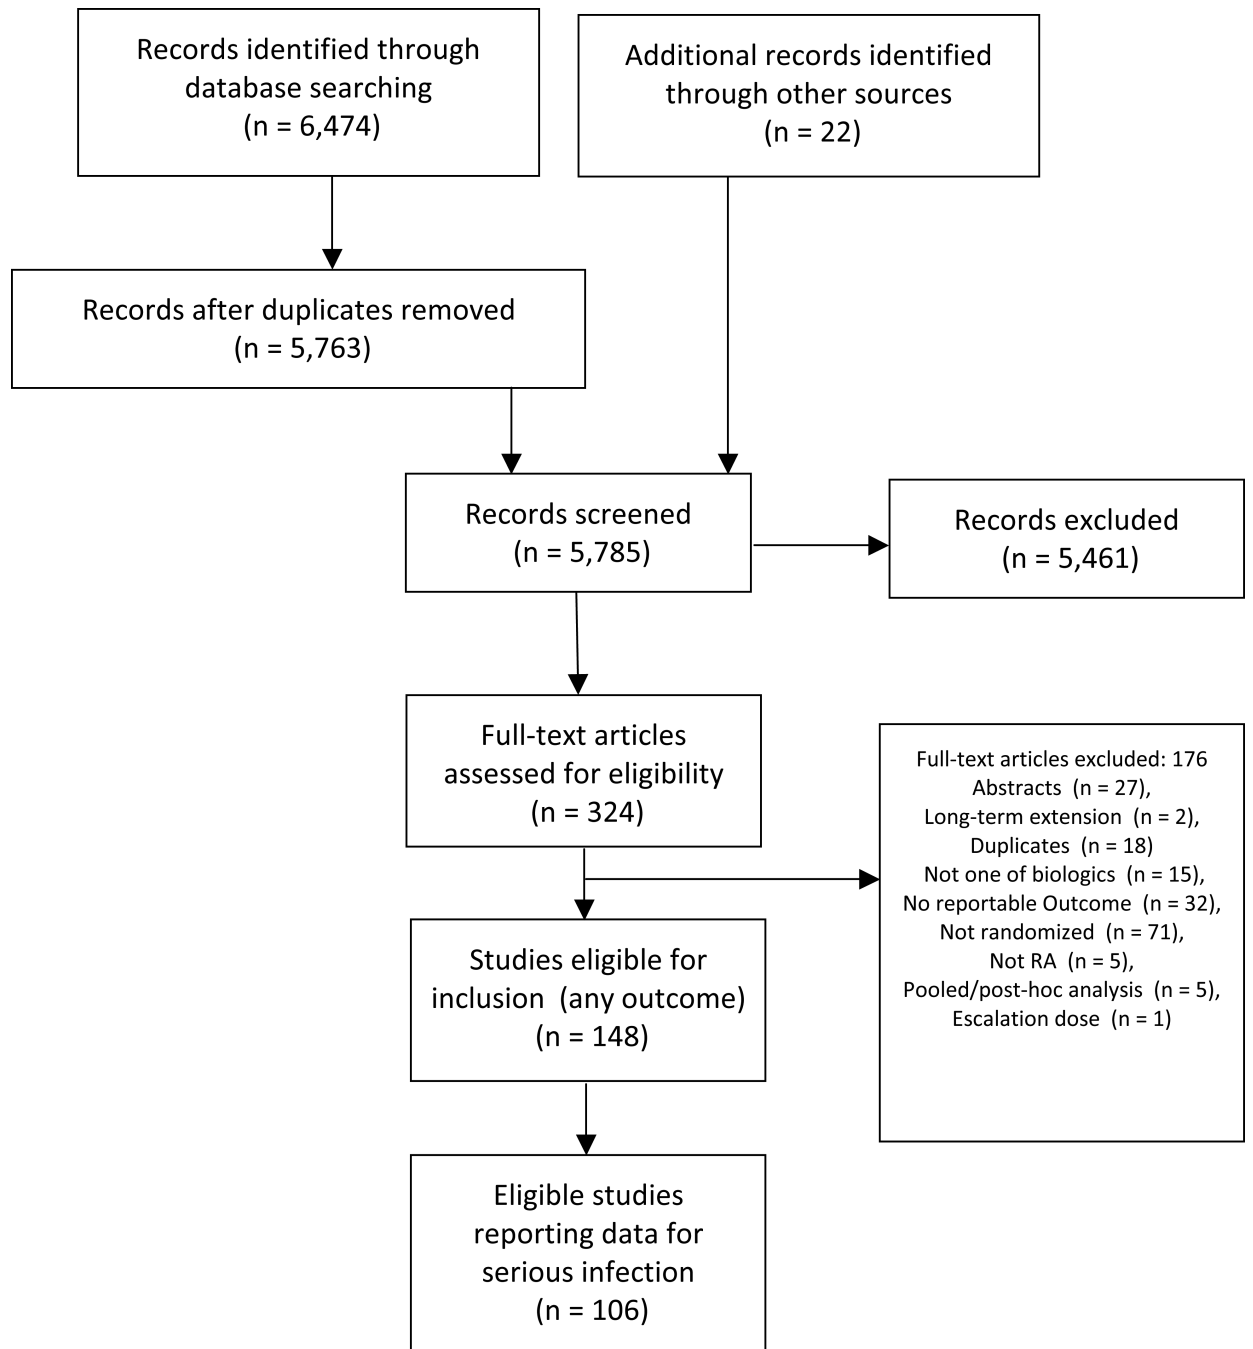 Records identified through
database searching
(n = 6,474)
Additional records identified
through other sources
(n = 22)
Records after duplicates removed
(n = 5,763)
Records screened
(n = 5,785)
Records excluded
(n = 5,461)
Full-text articles
assessed for eligibility
(n = 324)
Full-text articles excluded: 176
Abstracts (n = 27),
Long-term extension (n = 2),
Duplicates (n = 18)
Not one of biologics (n = 15),
No reportable Outcome (n = 32),
Not randomized (n = 71),
Not RA (n = 5),
Pooled/post-hoc analysis (n = 5),
Escalation dose (n = 1)
Studies eligible for
inclusion (any outcome)
(n = 148)
Eligible studies
reporting data for
serious infection
(n = 106)